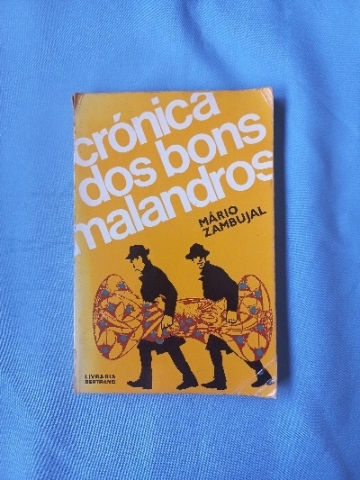 crónica
dos bons
malandros
MÁRIO
ZAMBUJAL
LIVRARIA
BERTRAND